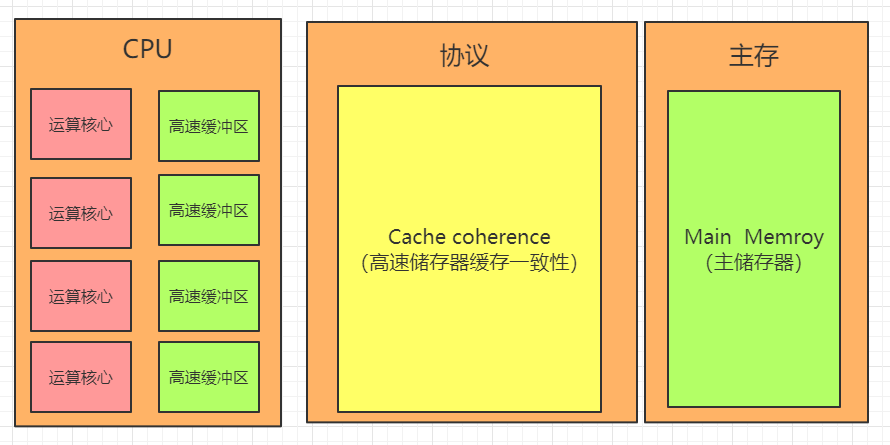 CPU
运算核心
高速缓冲区
运算核心
高速缓冲区
运算核心
高速缓冲区
运算核心
高速缓冲区
协议
Cache coherence
（高速储存器缓存一致性）
主存
Main Memroy
（主储存器）